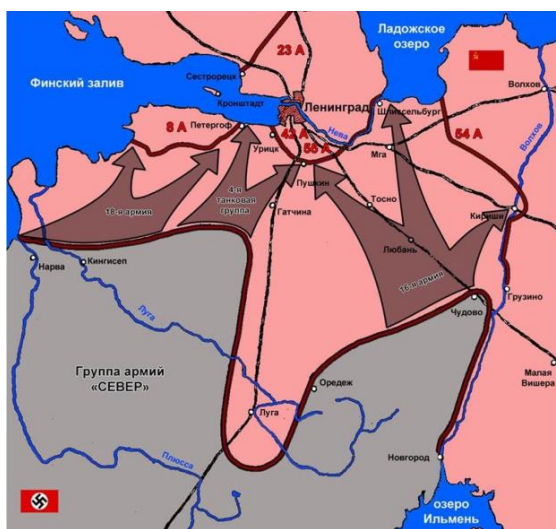 Ладожское
озеро
23 А
Финский залив
Сестрорецк
Кронштадт
Ленинград
Шлиссельбург
Волхов
Нева
Волхов
8 А
Петергоф
42 А
55 А
54 А
Урицк
Мга
Пушкин
18-я армия
4-я
танковая
группа
Гатчина
Тосно
Кириши
Любань
Нарва
Кингисеп
16-я армия
Грузино
Чудово
Луга
Группа армий
«СЕВЕР»
Оредеж
Малая
Вишера
Луга
Плюсса
Новгород
озеро
Ильмень